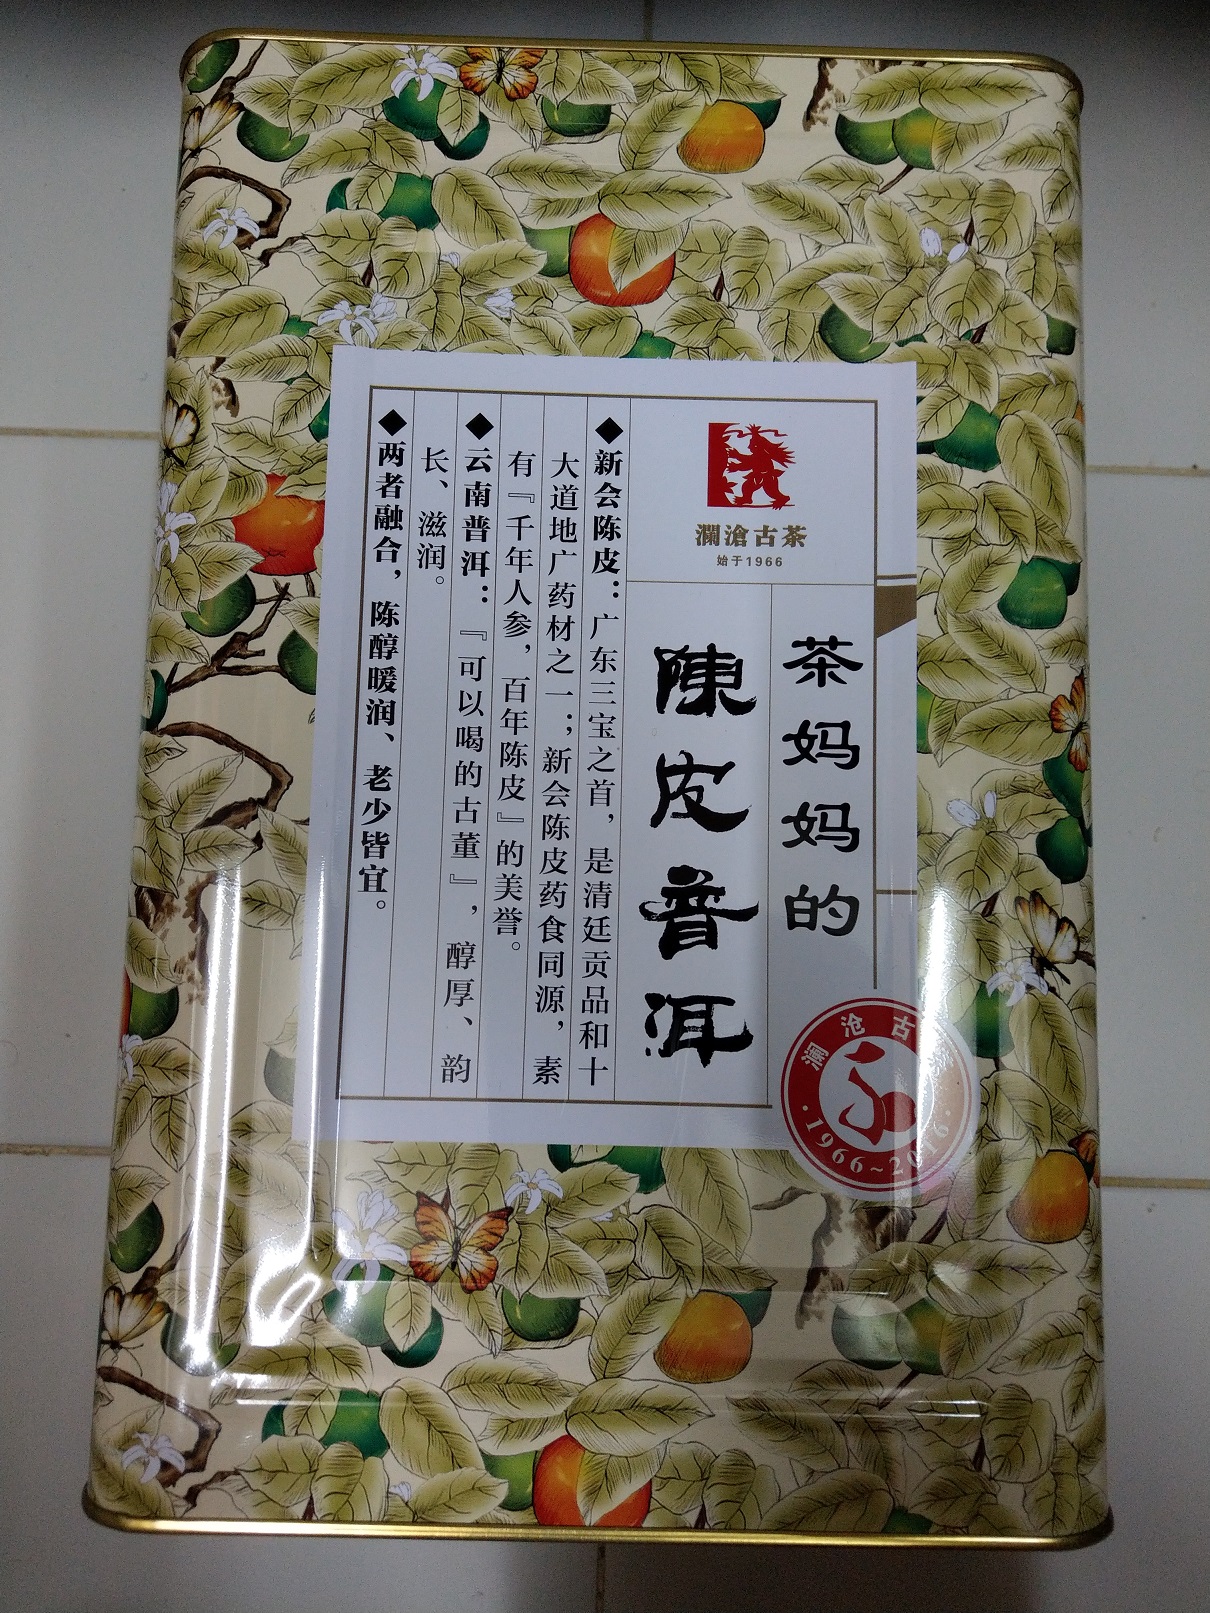 瀾滄古茶
始于1966
茶妈妈的
陳皮普洱
◆新会陈皮：广东三宝之首，是清廷贡品和十
大道地广药材之一；新会陈皮药食同源，素
有『千年人参，百年陈皮』的美誉。
◆云南普洱：『可以喝的古董』，醇厚、韵
长、滋润。
◆两者融合，陈醇暖润、老少皆宜。
澜沧古
·1966~2016·